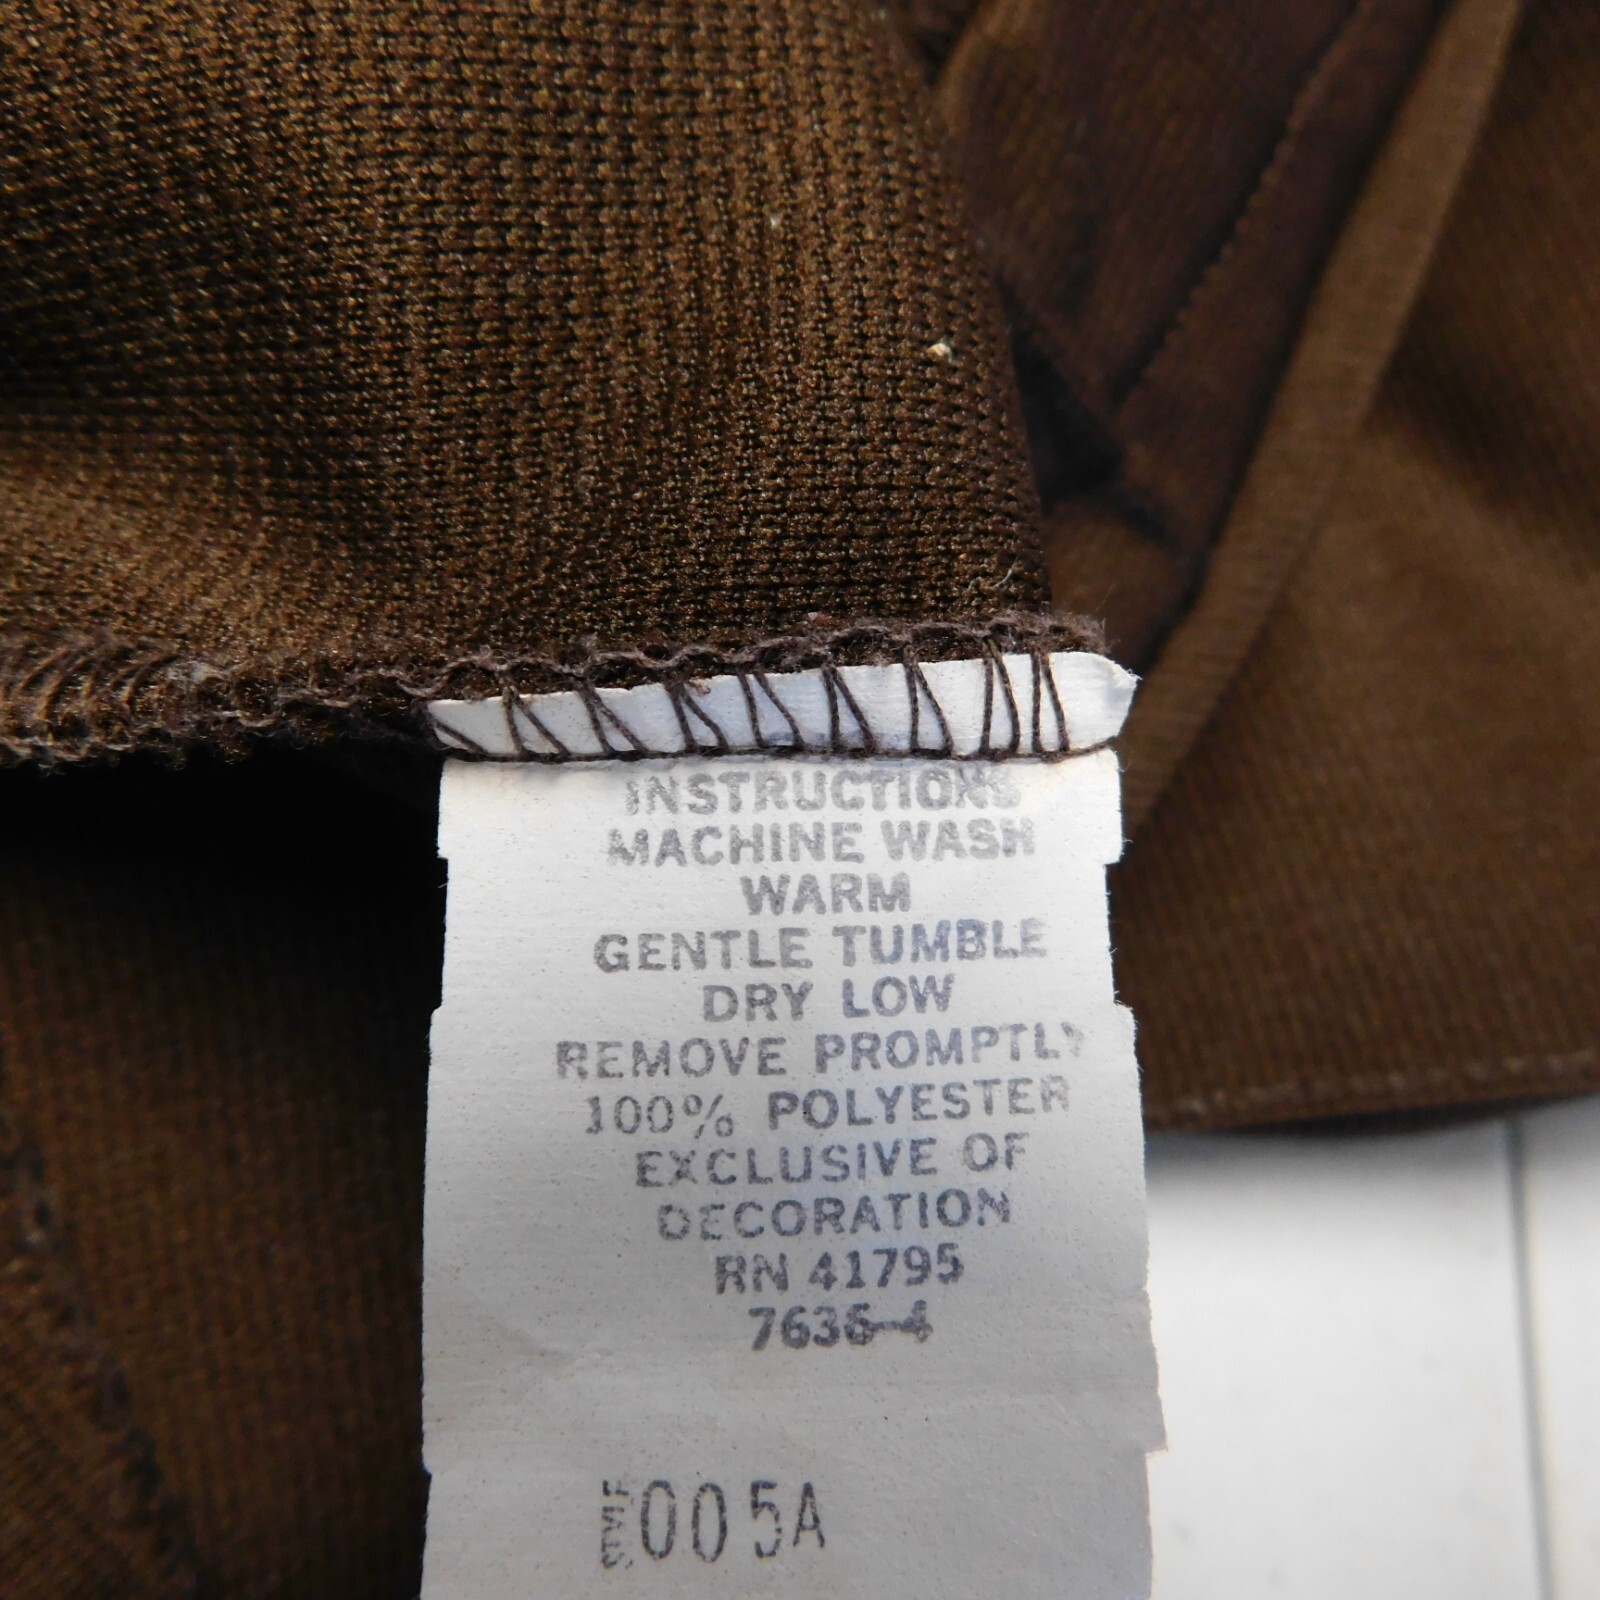 INSTRUCTIONS
MACHINE WASH
WARM
GENTLE TUMBLE
DRY LOW
REMOVE PROMPTLY
100% POLYESTER
EXCLUSIVE OF
DECORATION
RN 41795
7636-4
STYLE 005A